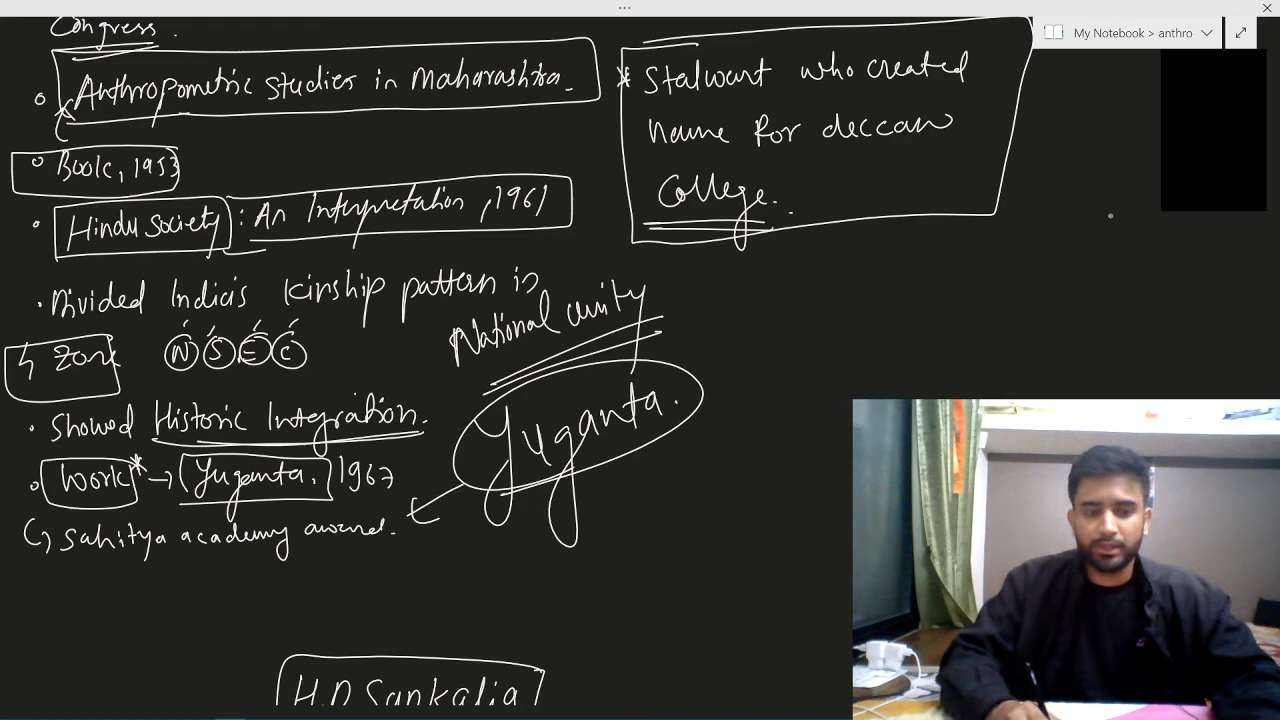 Congress.
Anthropometric studies in Maharashtra.
Book, 1953
Hindu Society : An Interpretation, 1961
Divided India's kinship pattern in
4 Zone N S E C
National unity
Showed Historic Integration.
Yuganta.
Work* → Yuganta. 1967
Sahitya academy award.
H.D Sankalia
* Stalwart who created
name for deccan
College.
My Notebook > anthro